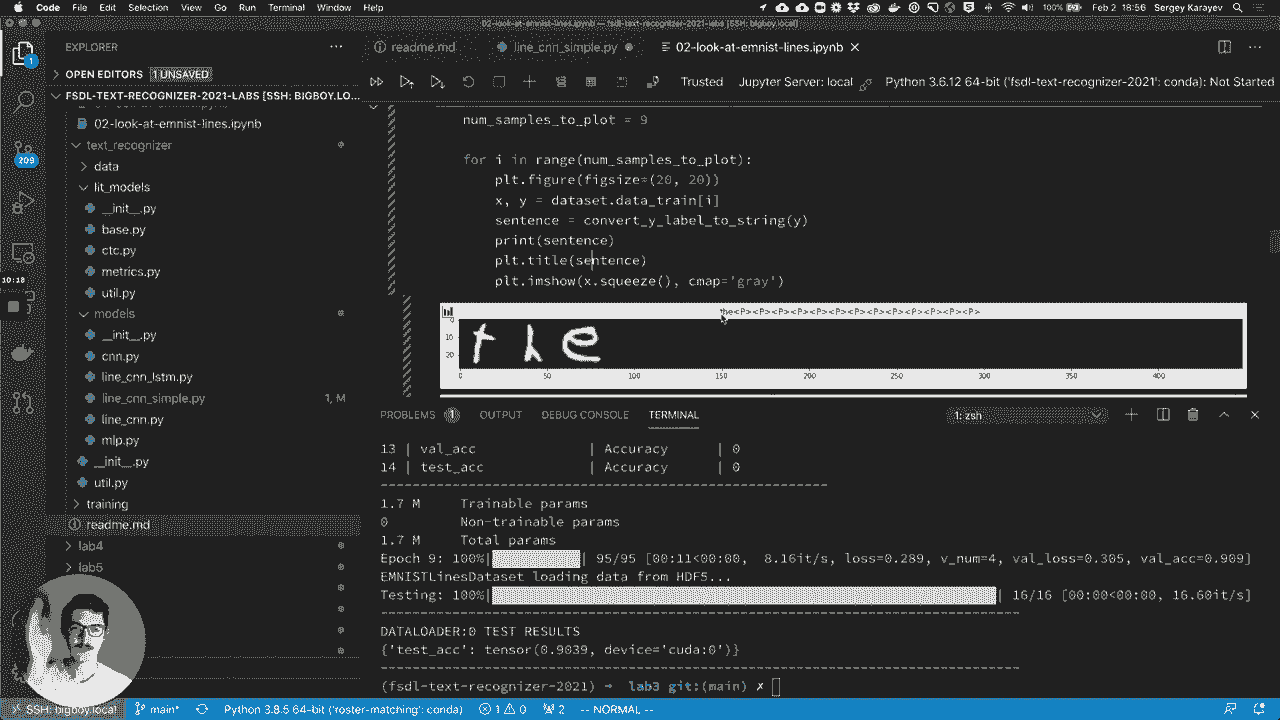 Code File Edit Selection View Go Run Terminal Window Help 100% Feb 2 18:56 Sergey Karayev
02-look-at-emnist-lines.ipynb — fsdl-text-recognizer-2021-labs [SSH: bigboy.local]
EXPLORER
readme.md line_cnn_simple.py 02-look-at-emnist-lines.ipynb
OPEN EDITORS 1 UNSAVED
Trusted Jupyter Server: local Python 3.6.12 64-bit ('fsdl-text-recognizer-2021': conda): Not Started
FSDL-TEXT-RECOGNIZER-2021-LABS [SSH: BIGBOY.LO...
02-look-at-emnist-lines.ipynb
text_recognizer
data
lit_models
__init__.py
base.py
ctc.py
metrics.py
util.py
models
__init__.py
cnn.py
line_cnn_lstm.py
line_cnn_simple.py 1, M
line_cnn.py
mlp.py
__init__.py
util.py
training
readme.md
lab4
lab5
1
209
10:18
num_samples_to_plot = 9
for i in range(num_samples_to_plot):
plt.figure(figsize=(20, 20))
x, y = dataset.data_train[i]
sentence = convert_y_label_to_string(y)
print(sentence)
plt.title(sentence)
plt.imshow(x.squeeze(), cmap='gray')
the<P><P><P><P><P><P><P><P><P><P><P><P><P>
the
0 10 20
0 50 100 150 200 250 300 350 400
PROBLEMS 1 OUTPUT DEBUG CONSOLE TERMINAL 1: zsh
13 | val_acc | Accuracy | 0
14 | test_acc | Accuracy | 0
1.7 M Trainable params
0 Non-trainable params
1.7 M Total params
Epoch 9: 100%| | 95/95 [00:11<00:00, 8.16it/s, loss=0.289, v_num=4, val_loss=0.305, val_acc=0.909]
EMNISTLinesDataset loading data from HDF5...
Testing: 100%| | 16/16 [00:00<00:00, 16.60it/s]
DATALOADER:0 TEST RESULTS
{'test_acc': tensor(0.9039, device='cuda:0')}
(fsdl-text-recognizer-2021) → lab3 git:(main) ✗
SSH: bigboy.local main* Python 3.8.5 64-bit ('roster-matching': conda) 1 0 2 -- NORMAL --